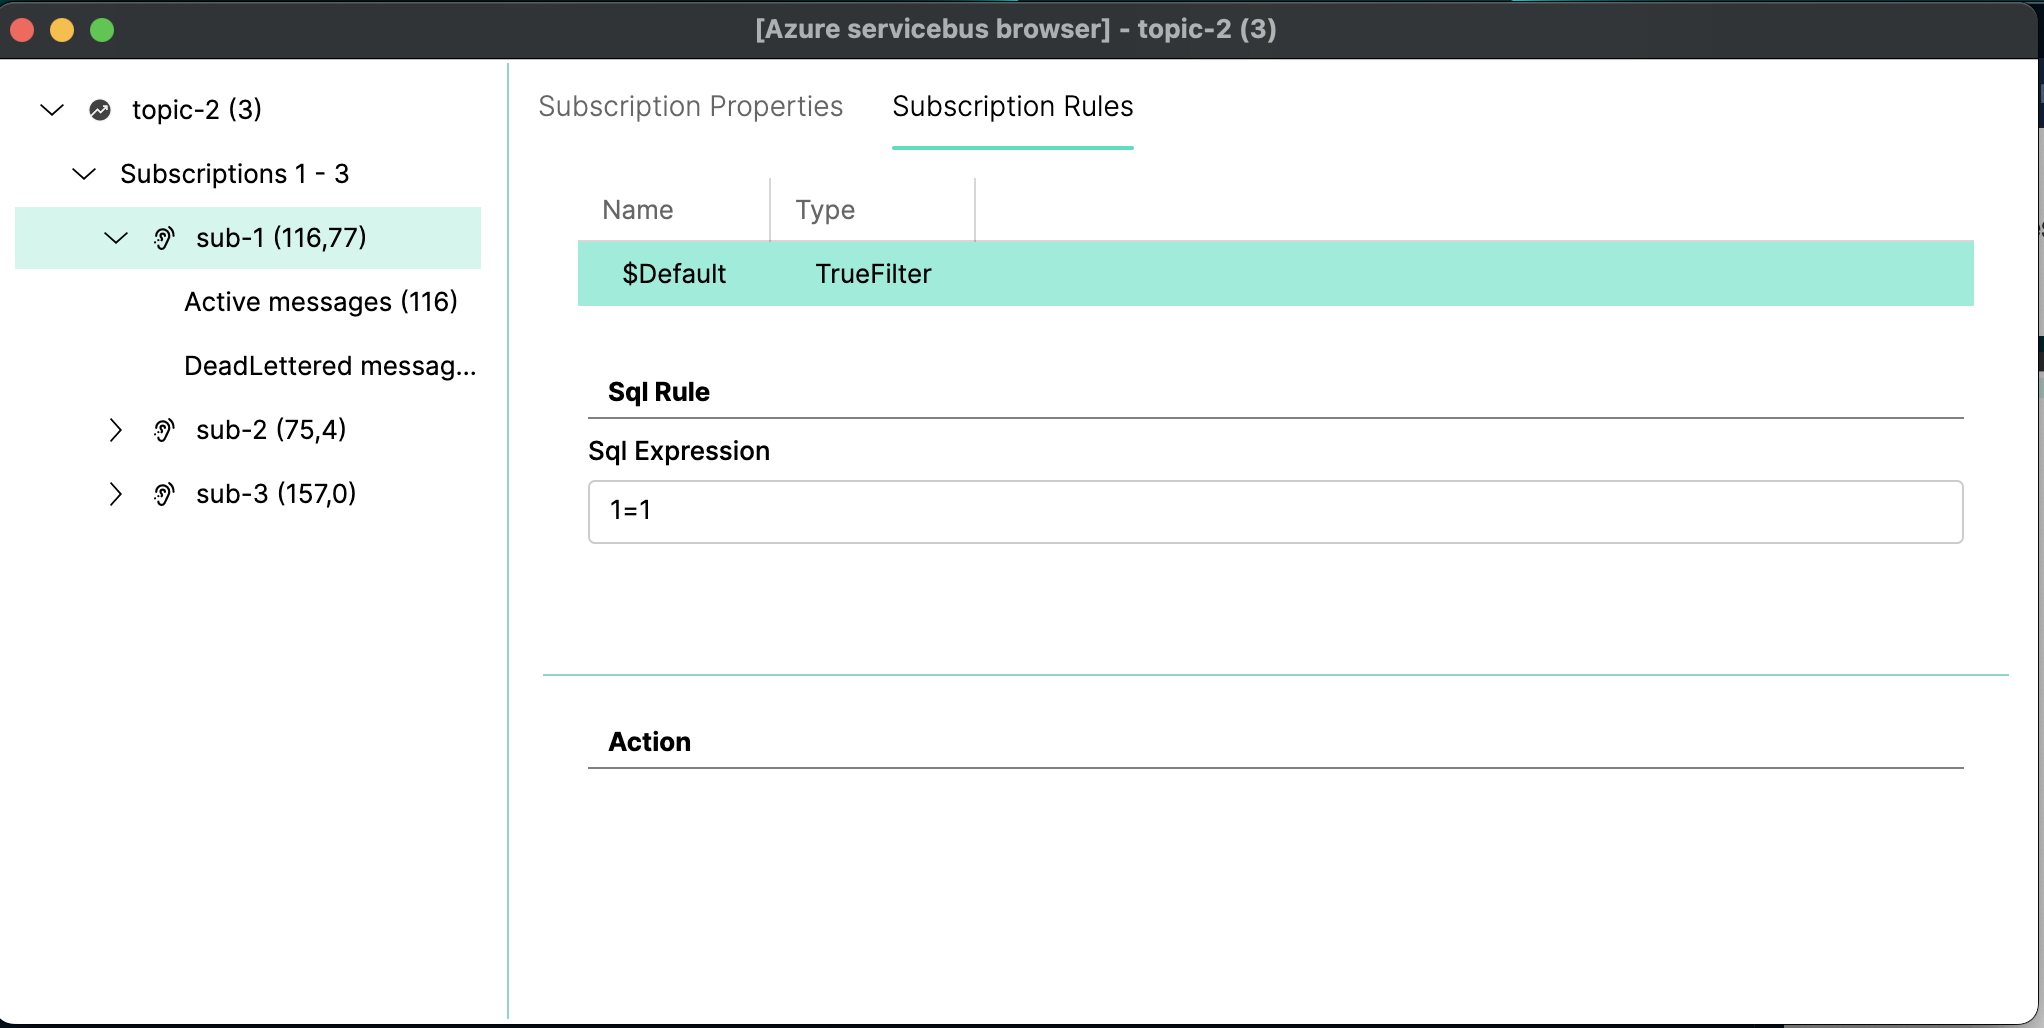 [Azure servicebus browser] - topic-2 (3)
topic-2 (3)
Subscriptions 1 - 3
sub-1 (116,77)
Active messages (116)
DeadLettered messag...
sub-2 (75,4)
sub-3 (157,0)
Subscription Properties
Subscription Rules
Name
Type
$Default
TrueFilter
Sql Rule
Sql Expression
1=1
Action